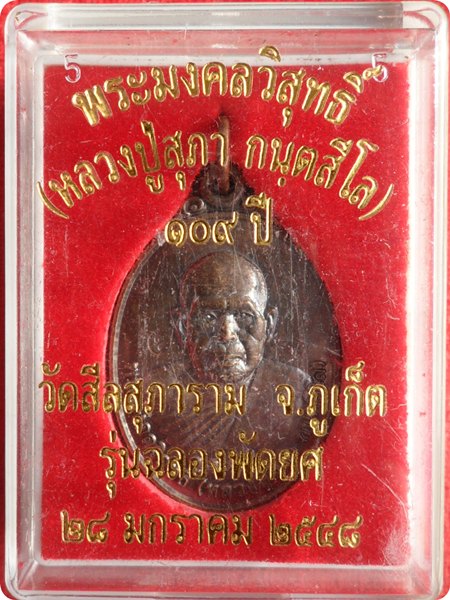 พระมงคลวิสุทธิ์
(หลวงปู่สุภา กนฺตสีโล)
๑๐๙ ปี
วัดสีลสุภาราม จ.ภูเก็ต
รุ่นฉลองพัดยศ
๒๘ มกราคม ๒๕๔๘